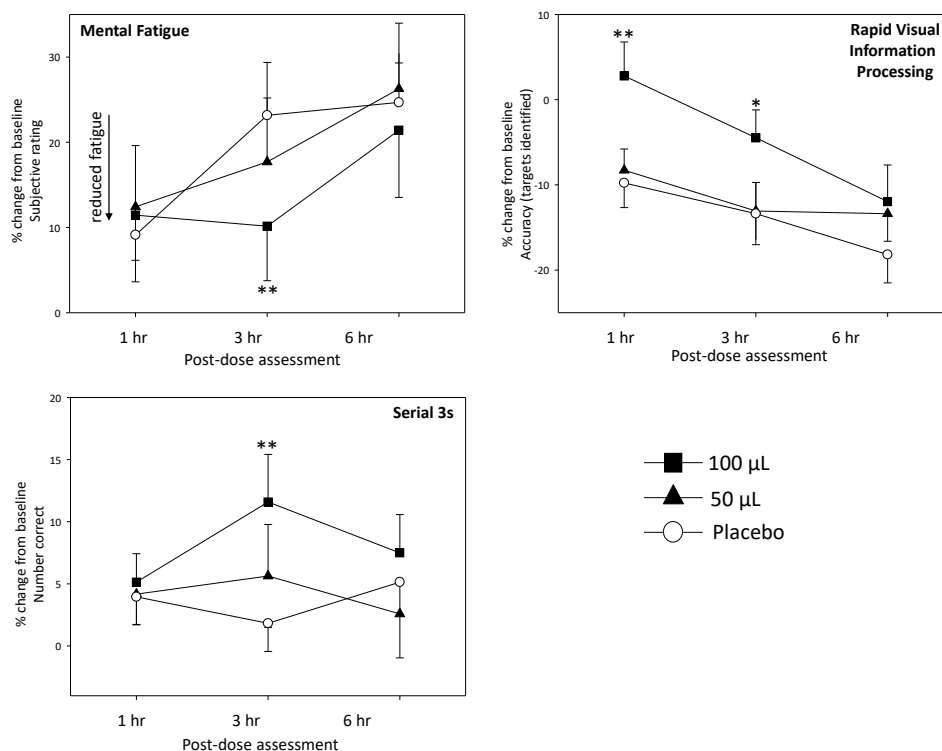 Mental Fatigue
30
20
10
0
% change from baseline
Subjective rating
reduced fatigue
**
1 hr 3 hr 6 hr
Post-dose assessment
Rapid Visual
Information
Processing
10
0
-10
-20
% change from baseline
Accuracy (targets identified)
**
*
1 hr 3 hr 6 hr
Post-dose assessment
Serial 3s
20
15
10
5
0
% change from baseline
Number correct
**
1 hr 3 hr 6 hr
Post-dose assessment
100 µL
50 µL
Placebo